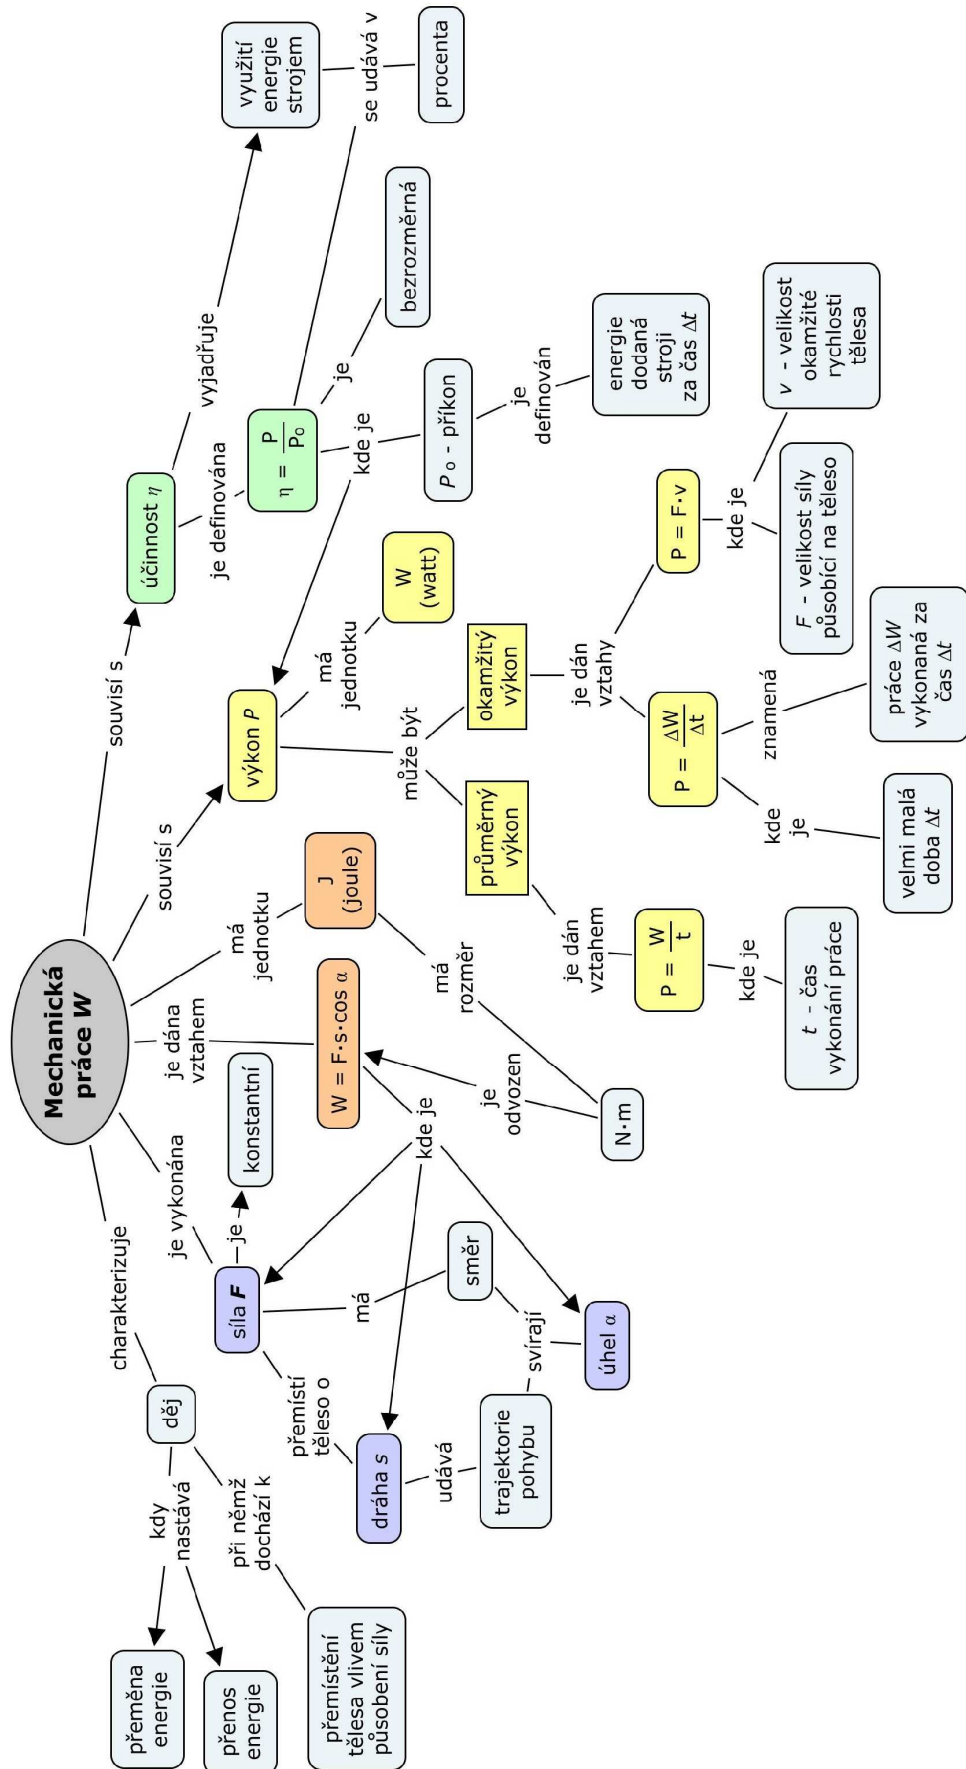 Mechanická
práce W
charakterizuje
je vykonána
je dána
vztahem
má
jednotku
souvisí s
souvisí s
děj
kdy
nastává
při němž
dochází k
přeměna
energie
přenos
energie
přemístění
tělesa vlivem
působení síly
síla F
je
konstantní
přemístí
těleso o
má
směr
dráha s
udává
trajektorie
pohybu
svírají
úhel α
W = F·s·cos α
kde je
J
(joule)
má
rozměr
je
odvozen
N·m
výkon P
má
jednotku
W
(watt)
může být
průměrný
výkon
okamžitý
výkon
je dán
vztahem
P = W/t
kde je
t - čas
vykonání práce
je dán
vztahy
P = ΔW/Δt
kde
je
velmi malá
doba Δt
znamená
práce ΔW
vykonaná za
čas Δt
P = F·v
kde je
F - velikost síly
působící na těleso
v - velikost
okamžité
rychlosti
tělesa
účinnost η
vyjadřuje
využití
energie
strojem
je definována
η = P/P₀
kde je
je
bezrozměrná
se udává v
procenta
P₀ - příkon
je
definován
energie
dodaná
stroji
za čas Δt